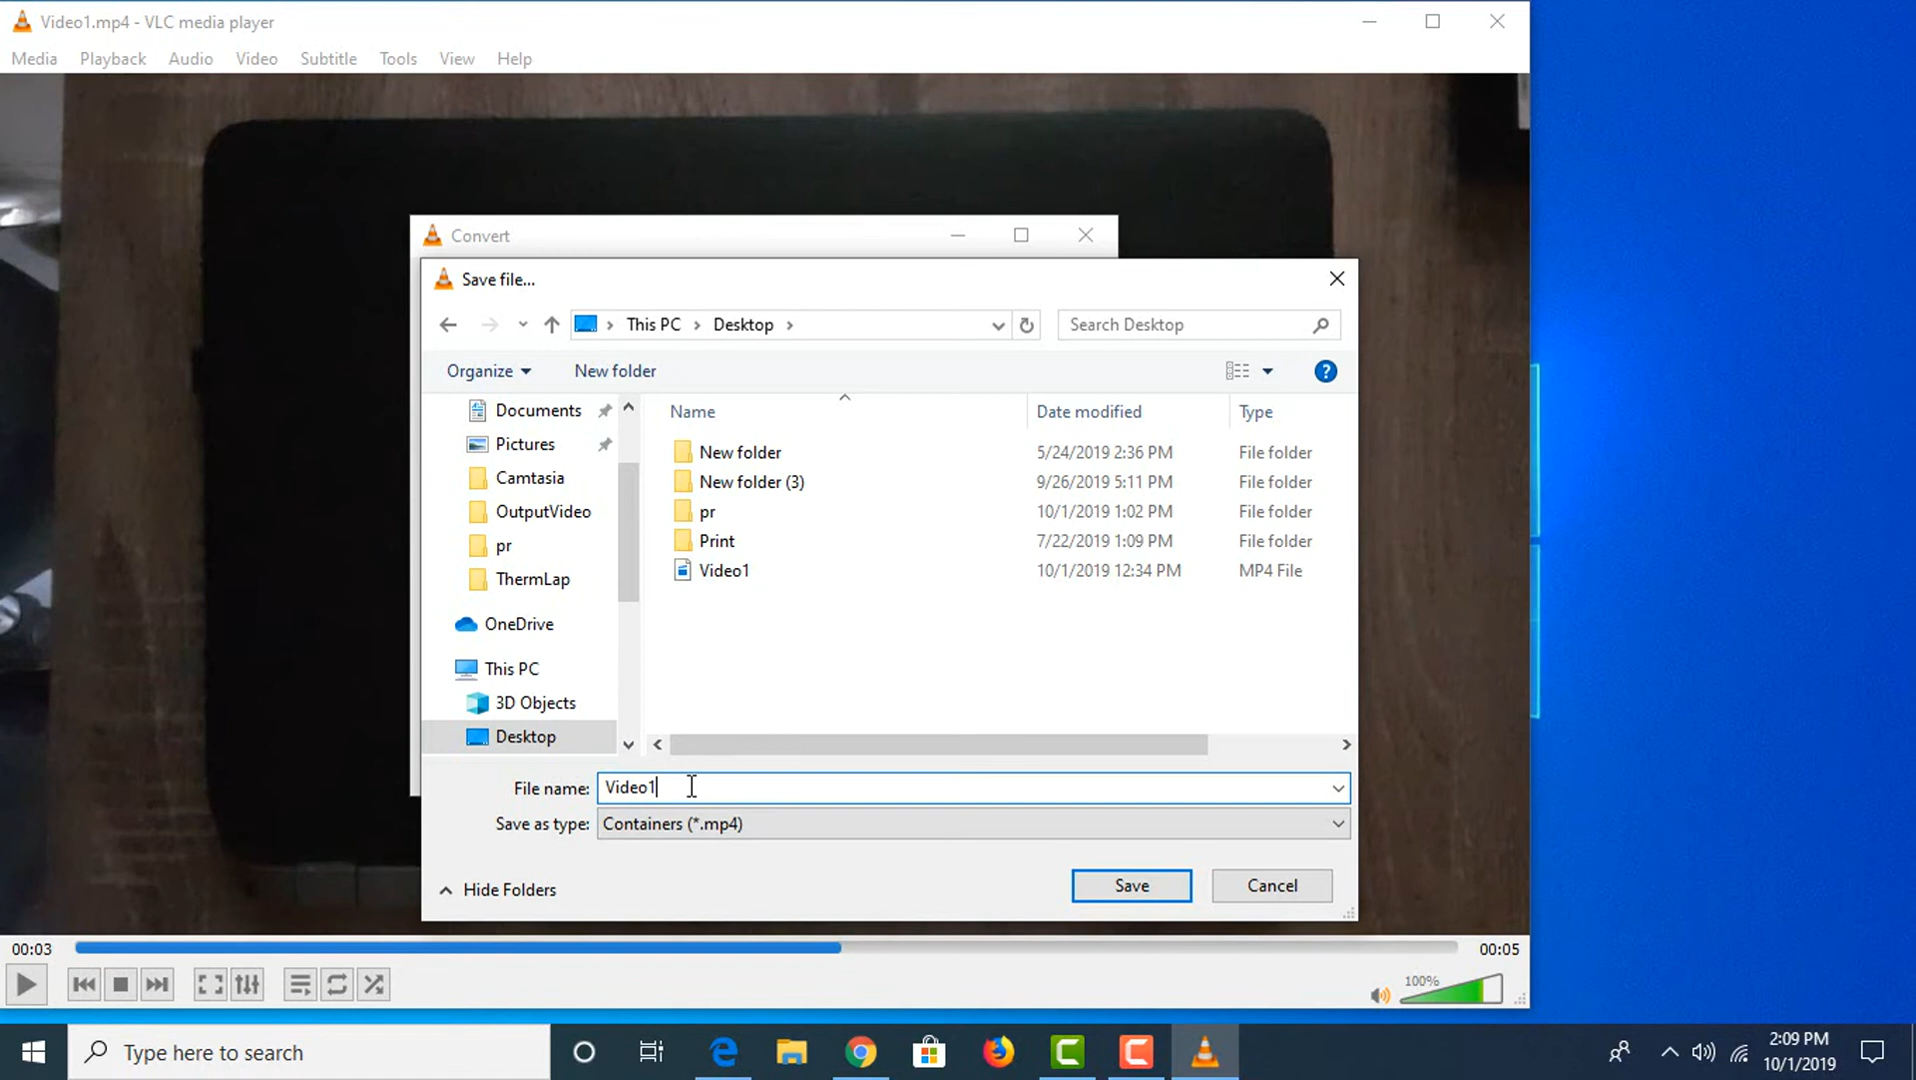 Video1.mp4 - VLC media player
Media Playback Audio Video Subtitle Tools View Help
Convert
Save file...
This PC Desktop
Search Desktop
Organize
New folder
Name Date modified Type
Documents
Pictures
Camtasia
OutputVideo
pr
ThermLap
OneDrive
This PC
3D Objects
Desktop
New folder 5/24/2019 2:36 PM File folder
New folder (3) 9/26/2019 5:11 PM File folder
pr 10/1/2019 1:02 PM File folder
Print 7/22/2019 1:09 PM File folder
Video1 10/1/2019 12:34 PM MP4 File
File name: Video1
Save as type: Containers (*.mp4)
Hide Folders
Save
Cancel
00:03
00:05
100%
Type here to search
2:09 PM
10/1/2019